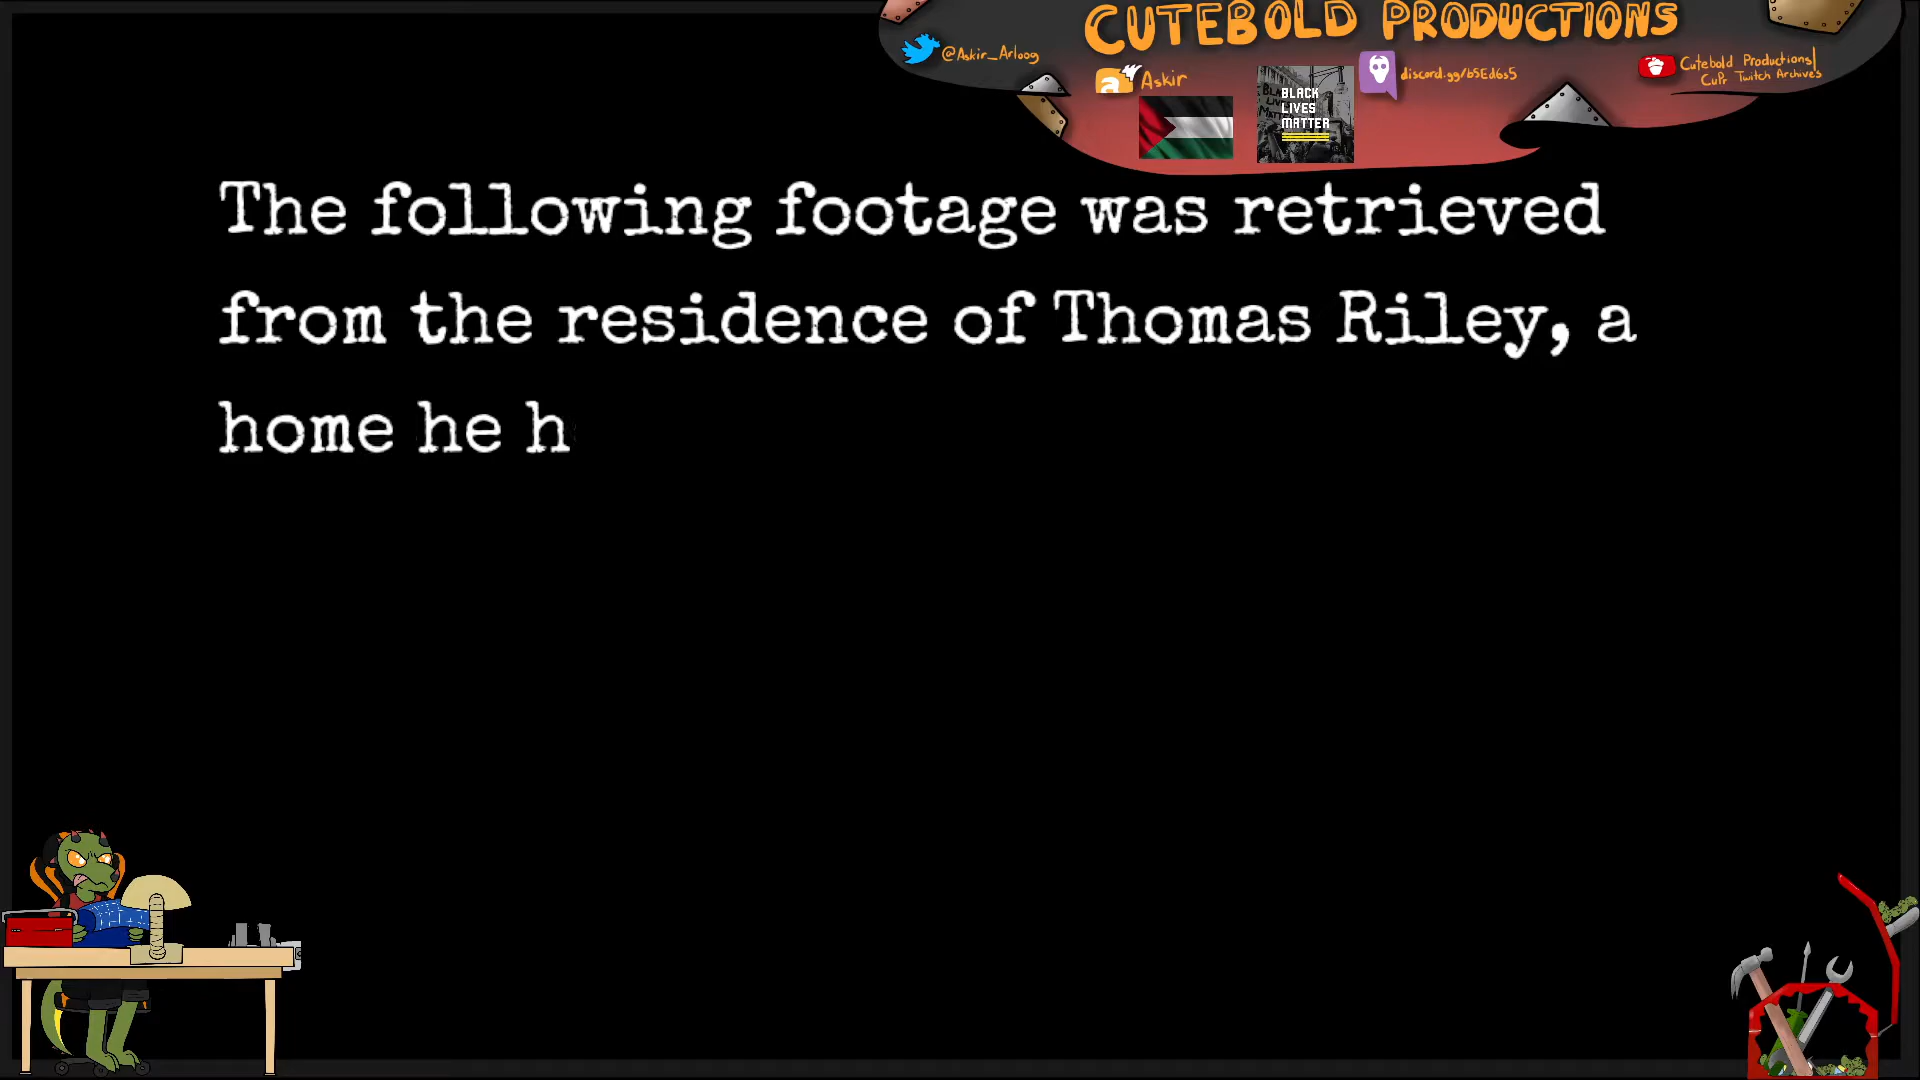 CUTEBOLD PRODUCTIONS
@Askir_Arloog
Askir
BLACK
LIVES
MATTER
discord.gg/b5Ed6s5
Cutebold Productions/
CuPr Twitch Archives
The following footage was retrieved
from the residence of Thomas Riley, a
home he h